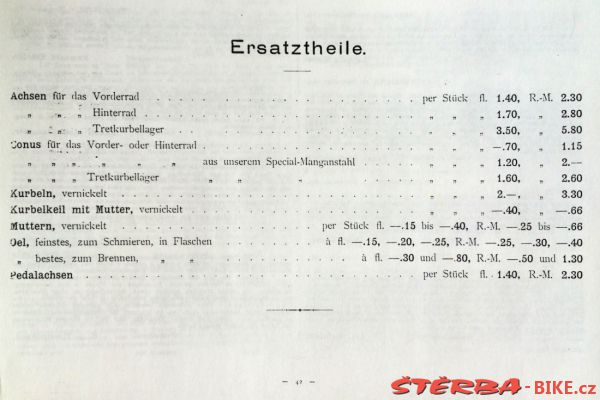 Ersatztheile.
Achsen für das Vorderrad . . . . . . . . . . . . . . . . per Stück fl. 1.40, R.-M. 2.30
„ „ „ Hinterrad . . . . . . . . . . . . . . . . „ „ „ 1.70, „ 2.80
„ „ „ Tretkurbellager . . . . . . . . . . . . . . „ „ „ 3.50, „ 5.80
Conus für das Vorder- oder Hinterrad . . . . . . . . . . . . „ „ „ —.70, „ 1.15
„ „ „ „ „ „ aus unserem Special-Manganstahl . . . . „ „ „ 1.20, „ 2.—
„ „ „ Tretkurbellager „ „ „ . . . . „ „ „ 1.60, „ 2.60
Kurbeln, vernickelt . . . . . . . . . . . . . . . . . . „ „ „ 2.—, „ 3.30
Kurbelkeil mit Mutter, vernickelt . . . . . . . . . . . . . . „ „ „ —.40, „ —.66
Muttern, vernickelt . . . . . . . . . . . . per Stück fl. —.15 bis —.40, R.-M. —.25 bis —.66
Oel, feinstes, zum Schmieren, in Flaschen . . . . . . à fl. —.15, —.20, —.25, R.-M. —.25, —.30, —.40
„ bestes, zum Brennen, „ „ . . . . . . . . à fl. —.30 und —.80, R.-M. —.50 und 1.30
Pedalachsen . . . . . . . . . . . . . . . . . . . . per Stück fl. 1.40, R.-M. 2.30
— 42 —
ŠTĚRBA-BIKE.cz